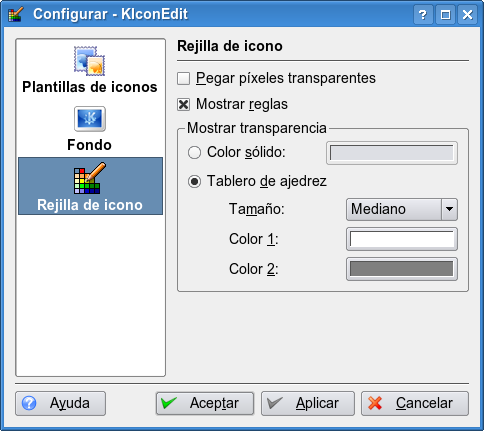 Configurar - KIconEdit
Plantillas de iconos
Fondo
Rejilla de icono
Rejilla de icono
Pegar píxeles transparentes
Mostrar reglas
Mostrar transparencia
Color sólido:
Tablero de ajedrez
Tamaño: Mediano
Color 1:
Color 2:
Ayuda Aceptar Aplicar Cancelar